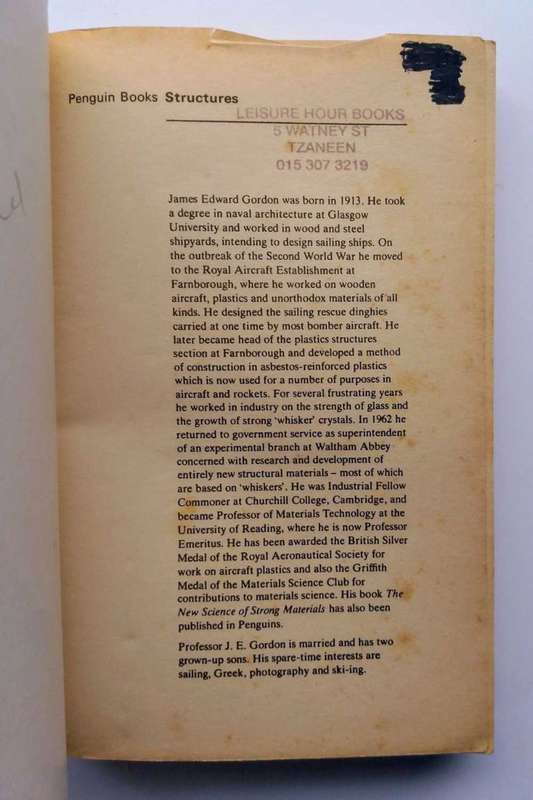 Penguin Books Structures
LEISURE HOUR BOOKS
5 WATNEY ST
TZANEEN
015 307 3219
James Edward Gordon was born in 1913. He took
a degree in naval architecture at Glasgow
University and worked in wood and steel
shipyards, intending to design sailing ships. On
the outbreak of the Second World War he moved
to the Royal Aircraft Establishment at
Farnborough, where he worked on wooden
aircraft, plastics and unorthodox materials of all
kinds. He designed the sailing rescue dinghies
carried at one time by most bomber aircraft. He
later became head of the plastics structures
section at Farnborough and developed a method
of construction in asbestos-reinforced plastics
which is now used for a number of purposes in
aircraft and rockets. For several frustrating years
he worked in industry on the strength of glass and
the growth of strong 'whisker' crystals. In 1962 he
returned to government service as superintendent
of an experimental branch at Waltham Abbey
concerned with research and development of
entirely new structural materials – most of which
are based on 'whiskers'. He was Industrial Fellow
Commoner at Churchill College, Cambridge, and
became Professor of Materials Technology at the
University of Reading, where he is now Professor
Emeritus. He has been awarded the British Silver
Medal of the Royal Aeronautical Society for
work on aircraft plastics and also the Griffith
Medal of the Materials Science Club for
contributions to materials science. His book The
New Science of Strong Materials has also been
published in Penguins.
Professor J. E. Gordon is married and has two
grown-up sons. His spare-time interests are
sailing, Greek, photography and ski-ing.